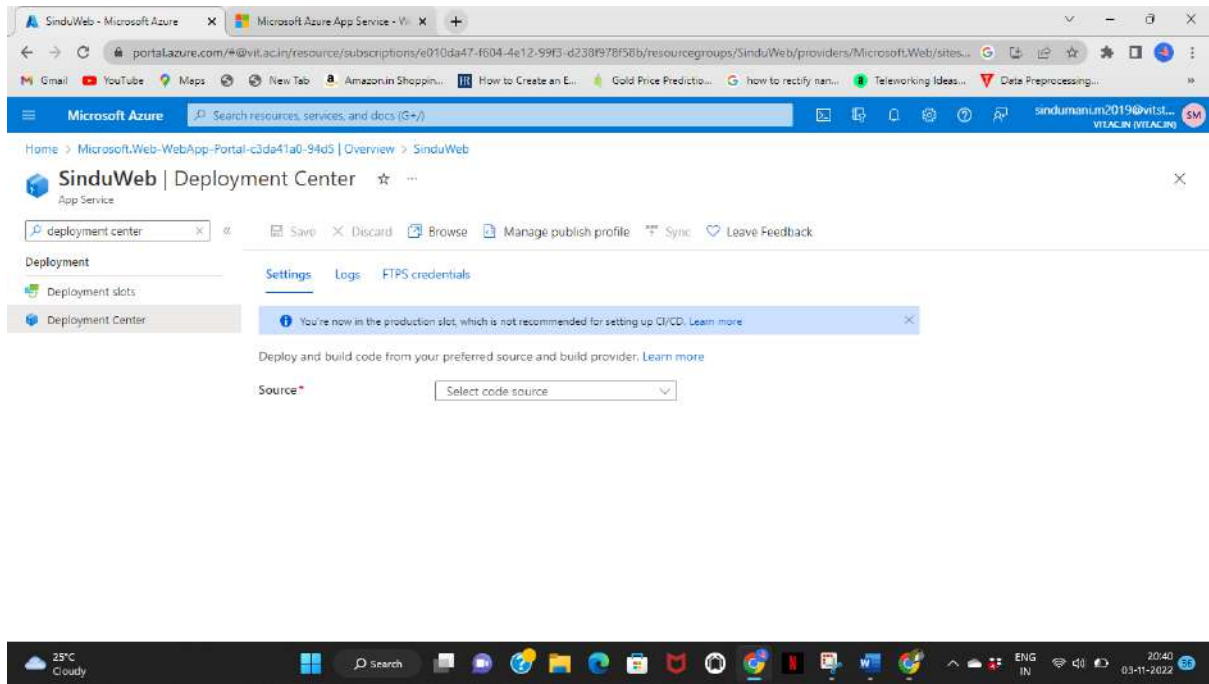 SinduWeb - Microsoft Azure
Microsoft Azure App Service - W
portal.azure.com/#@vit.ac.in/resource/subscriptions/e010da47-f604-4e12-99f3-d238f978f58b/resourcegroups/SinduWeb/providers/Microsoft.Web/sites...
Gmail YouTube Maps New Tab Amazon.in Shoppin... How to Create an E... Gold Price Predictio... how to rectify nan... Teleworking Ideas... Data Preprocessing...
Microsoft Azure Search resources, services, and docs (G+/) sindumani.m2019@vitst...
VIT.AC.IN (VIT.AC.IN) SM
Home > Microsoft.Web-WebApp-Portal-c3da41a0-94d5 | Overview > SinduWeb
SinduWeb | Deployment Center
App Service
deployment center
Save Discard Browse Manage publish profile Sync Leave Feedback
Deployment
Deployment slots
Deployment Center
Settings Logs FTPS credentials
You're now in the production slot, which is not recommended for setting up CI/CD. Learn more
Deploy and build code from your preferred source and build provider. Learn more
Source* Select code source
25°C
Cloudy
Search
ENG
IN
20:40
03-11-2022